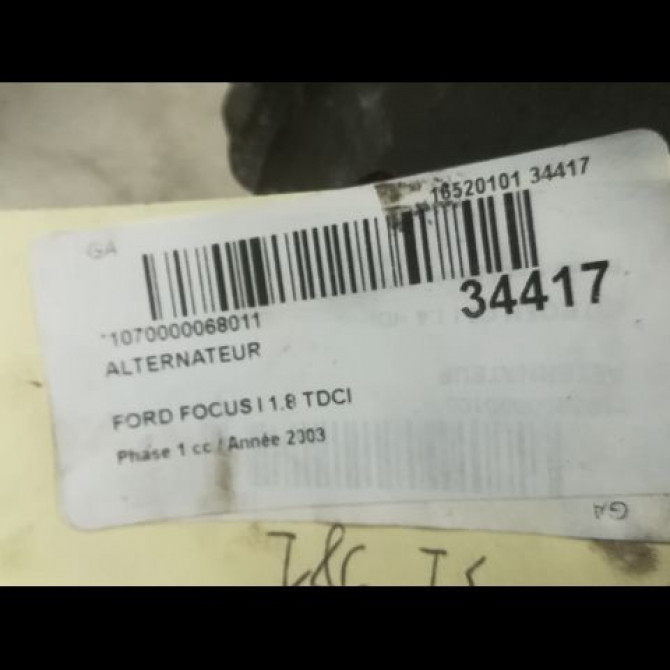 16520101 34417
GA
34417
*1070000068011
ALTERNATEUR
FORD FOCUS I 1.8 TDCI
Phase 1 cc / Année 2003
GA